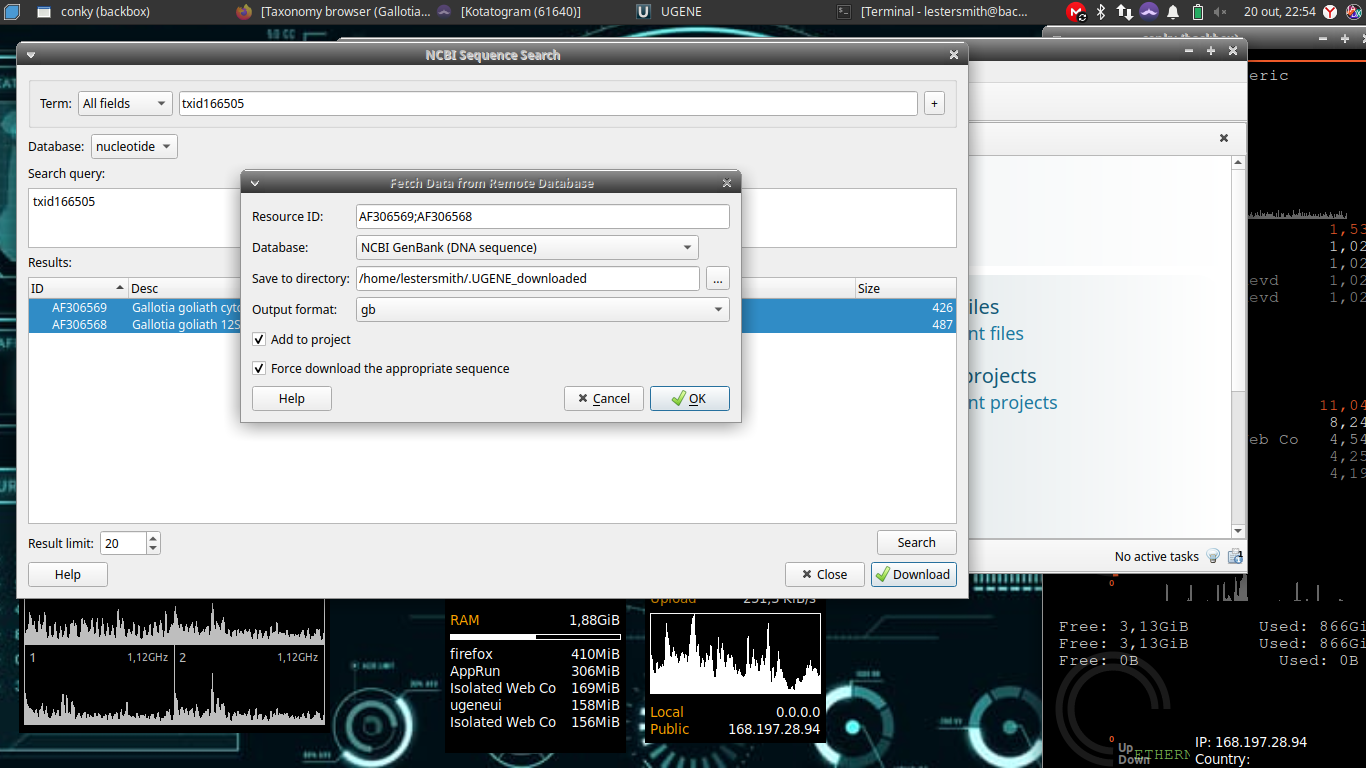 conky (backbox)
[Taxonomy browser (Gallotia...
[Kotatogram (61640)]
UGENE
[Terminal - lestersmith@bac...
20 out, 22:54
NCBI Sequence Search
Term: All fields txid166505 +
Database: nucleotide
Search query:
txid166505
Results:
ID Desc Size
AF306569 Gallotia goliath cyto 426
AF306568 Gallotia goliath 12S 487
Fetch Data from Remote Database
Resource ID: AF306569;AF306568
Database: NCBI GenBank (DNA sequence)
Save to directory: /home/lestersmith/.UGENE_downloaded ...
Output format: gb
Add to project
Force download the appropriate sequence
Help Cancel OK
Result limit: 20 Search
Help Close Download
iles
nt files
projects
nt projects
No active tasks
eric
1,53
1,02
1,02
evd 1,02
evd 1,02
11,04
8,24
eb Co 4,54
4,25
4,19
1 1,12GHz 2 1,12GHz
RAM 1,88GiB
firefox 410MiB
AppRun 306MiB
Isolated Web Co 169MiB
ugeneui 158MiB
Isolated Web Co 156MiB
Upload 251,5 KiB/s
Local 0.0.0.0
Public 168.197.28.94
0
Free: 3,13GiB Used: 866Gi
Free: 3,13GiB Used: 866Gi
Free: 0B Used: 0B
0
Up
Down
ETHERN
IP: 168.197.28.94
Country: